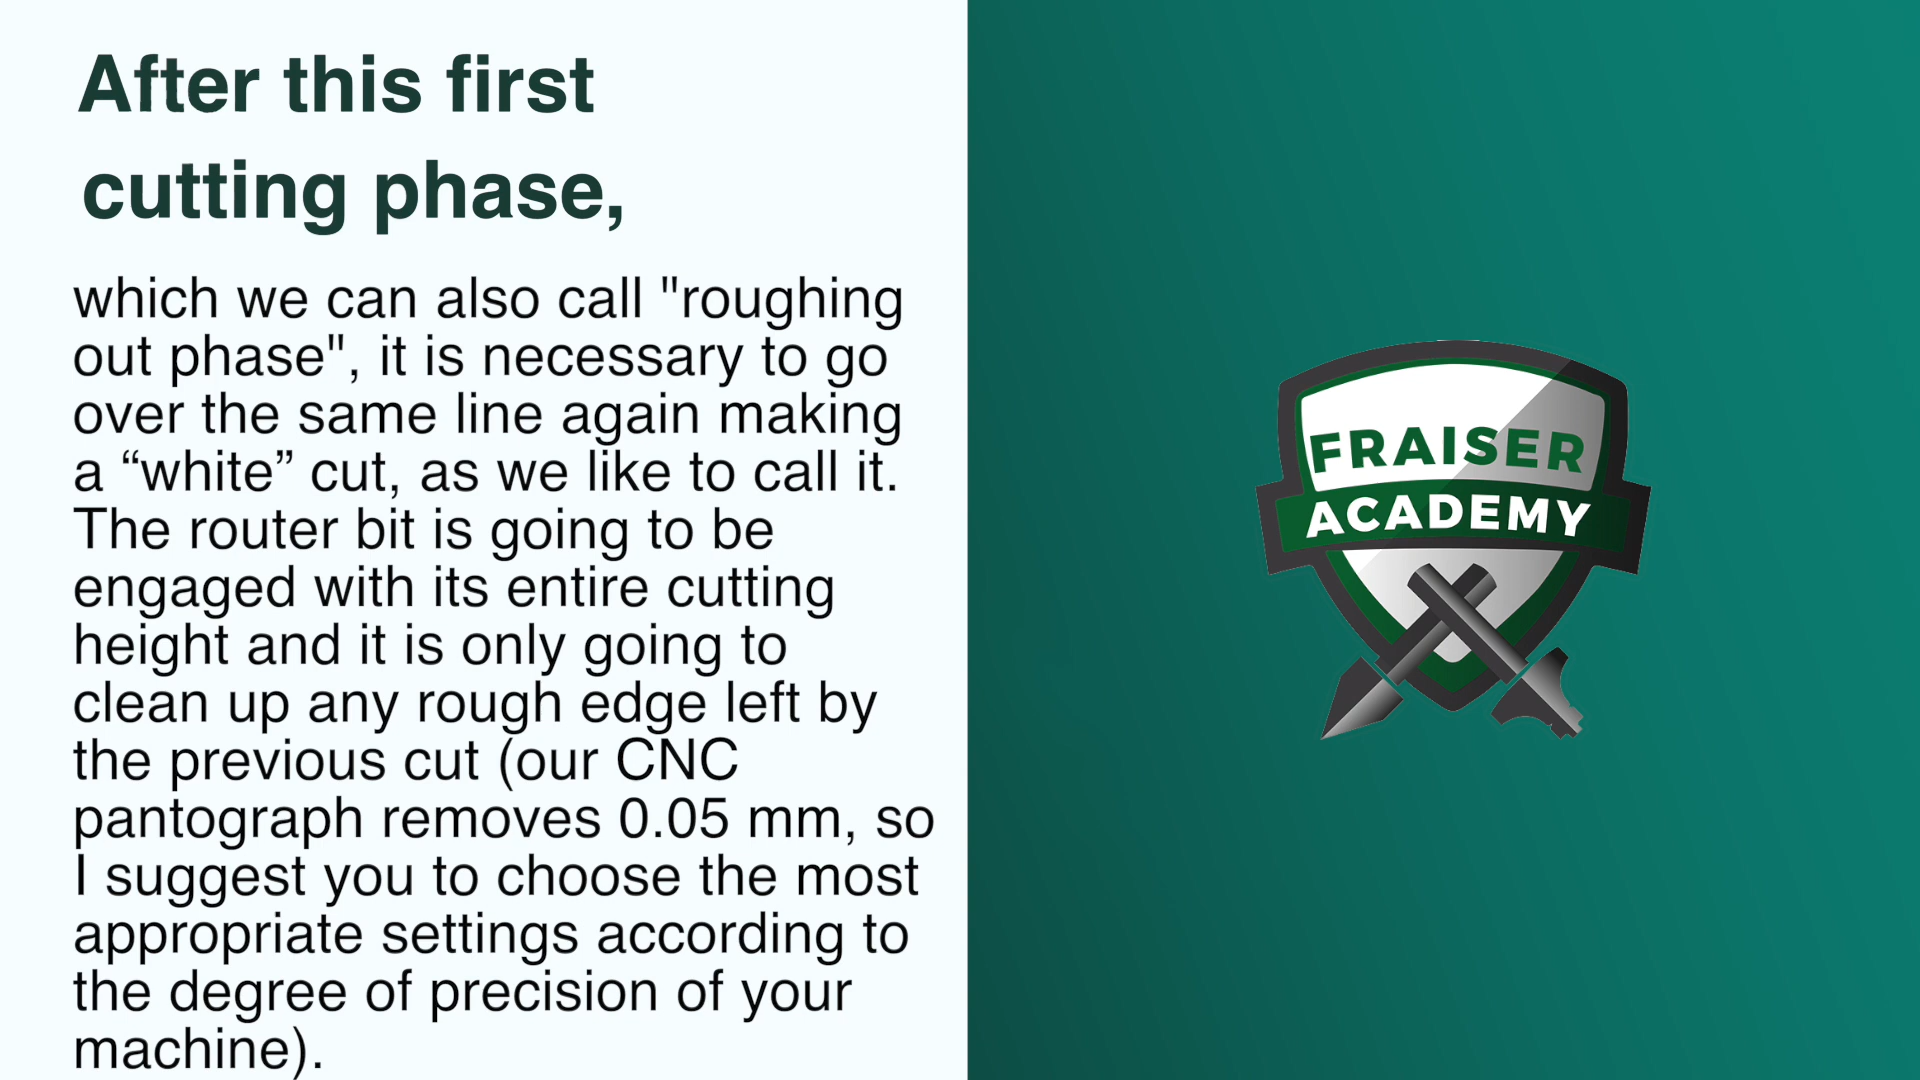 After this first
cutting phase,
which we can also call "roughing
out phase", it is necessary to go
over the same line again making
a “white” cut, as we like to call it.
The router bit is going to be
engaged with its entire cutting
height and it is only going to
clean up any rough edge left by
the previous cut (our CNC
pantograph removes 0.05 mm, so
I suggest you to choose the most
appropriate settings according to
the degree of precision of your
machine).
FRAISER
ACADEMY